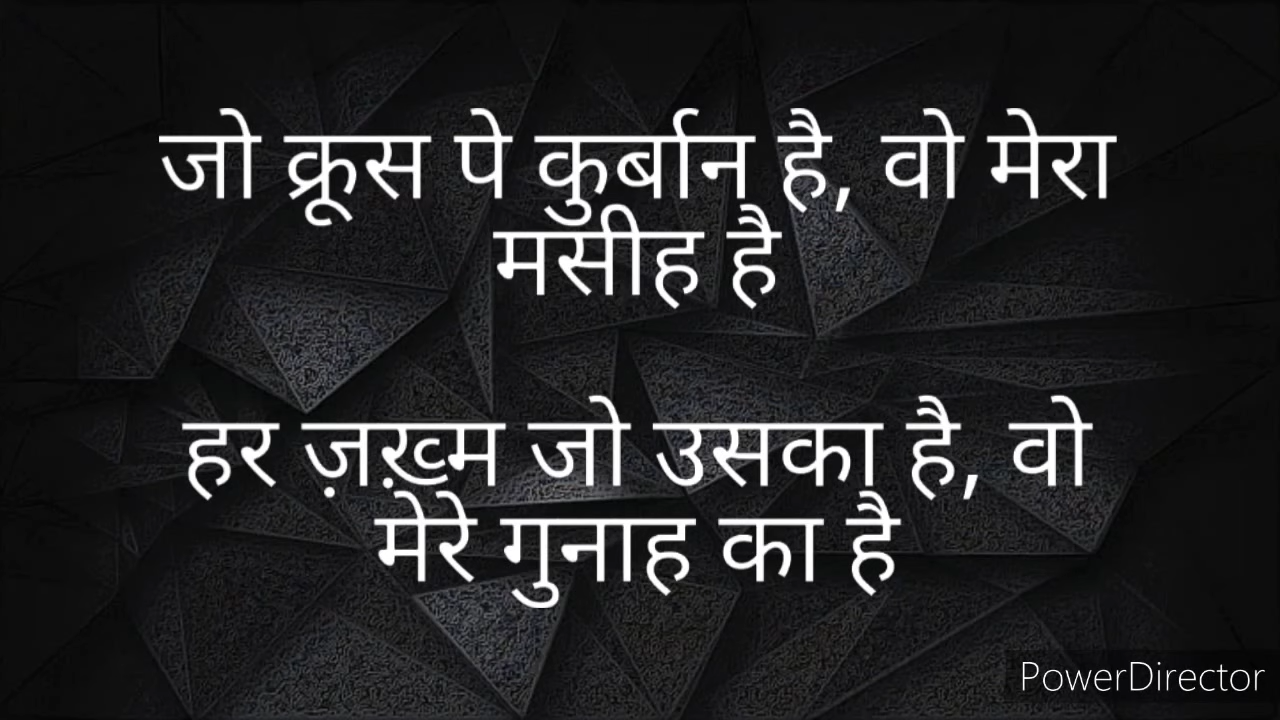 जो क्रूस पे कुर्बान है, वो मेरा
मसीह है
हर ज़ख़्म जो उसका है, वो
मेरे गुनाह का है
PowerDirector